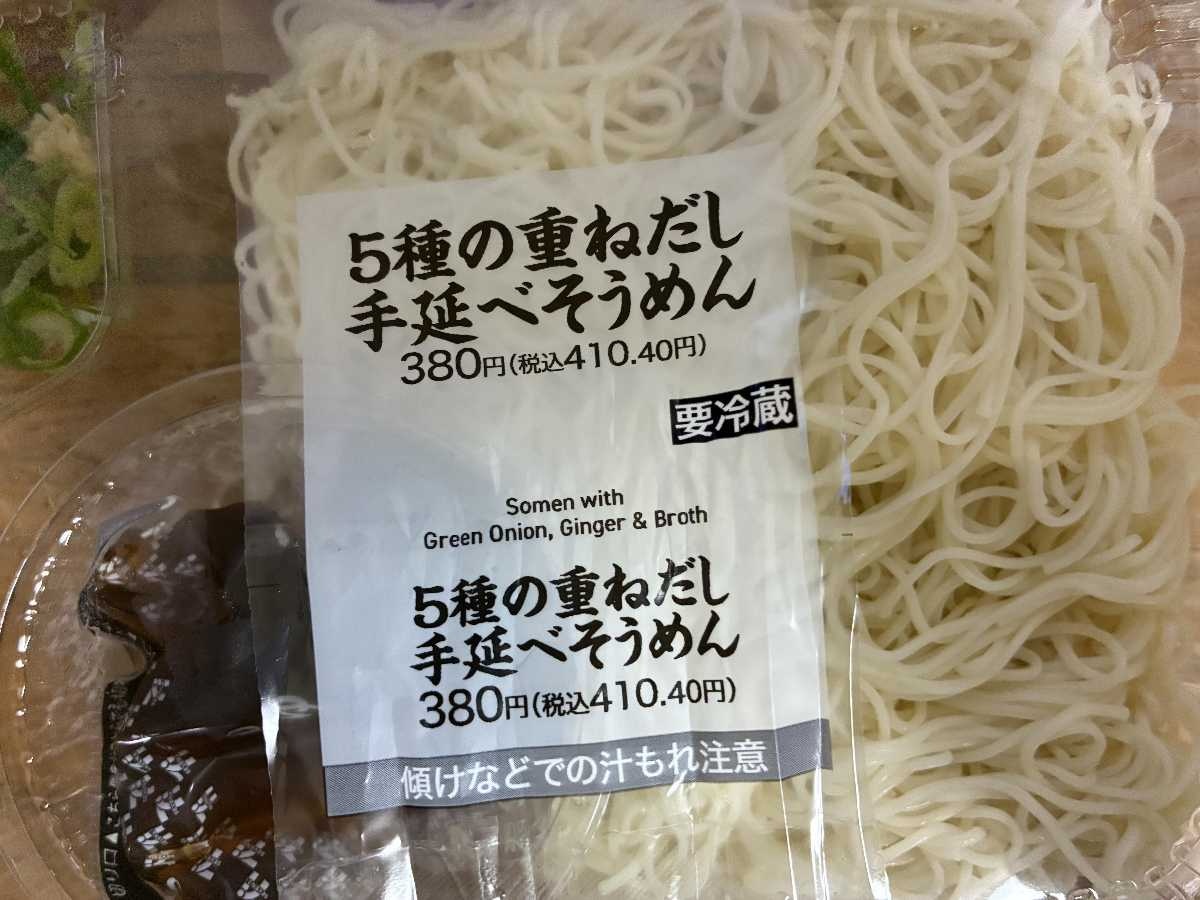 5種の重ねだし
手延べそうめん
380円(税込410.40円)
要冷蔵
Somen with
Green Onion, Ginger & Broth
5種の重ねだし
手延べそうめん
380円(税込410.40円)
傾けなどでの汁もれ注意